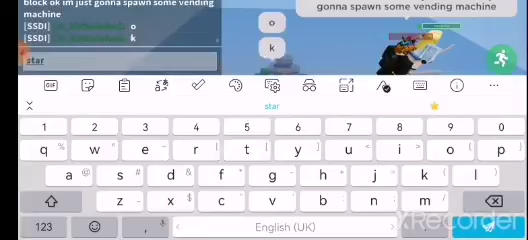 block ok im just gonna spawn some vending
machine
[SSDI] o
[SSDI] k
gonna spawn some vending machine
o
k
star
GIF
star
1 2 3 4 5 6 7 8 9 0
q w e r t y u i o p
a s d f g h j k l
z x c v b n m
123 , English (UK) .
XRecorder